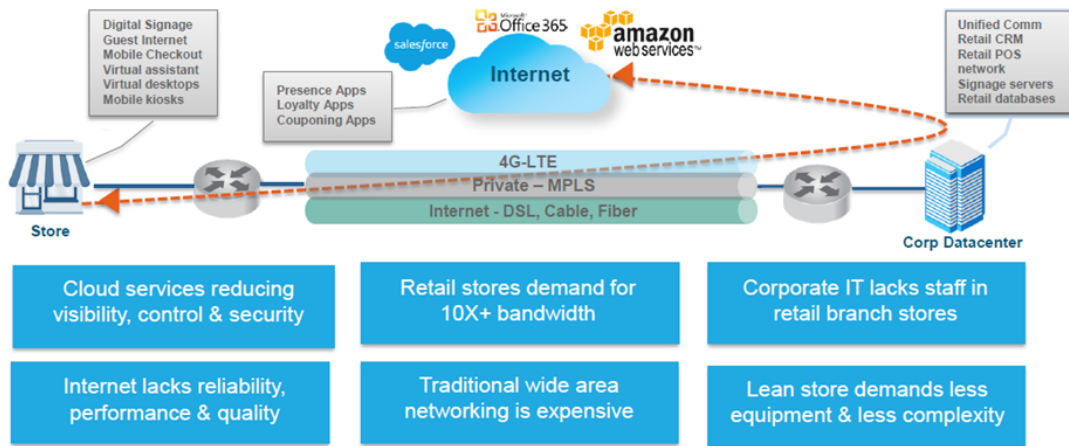 Digital Signage
Guest Internet
Mobile Checkout
Virtual assistant
Virtual desktops
Mobile kiosks
Presence Apps
Loyalty Apps
Couponing Apps
salesforce
Microsoft
Office 365
amazon
web services™
Internet
Unified Comm
Retail CRM
Retail POS
network
Signage servers
Retail databases
4G-LTE
Private – MPLS
Internet - DSL, Cable, Fiber
Store
Corp Datacenter
Cloud services reducing
visibility, control & security
Retail stores demand for
10X+ bandwidth
Corporate IT lacks staff in
retail branch stores
Internet lacks reliability,
performance & quality
Traditional wide area
networking is expensive
Lean store demands less
equipment & less complexity